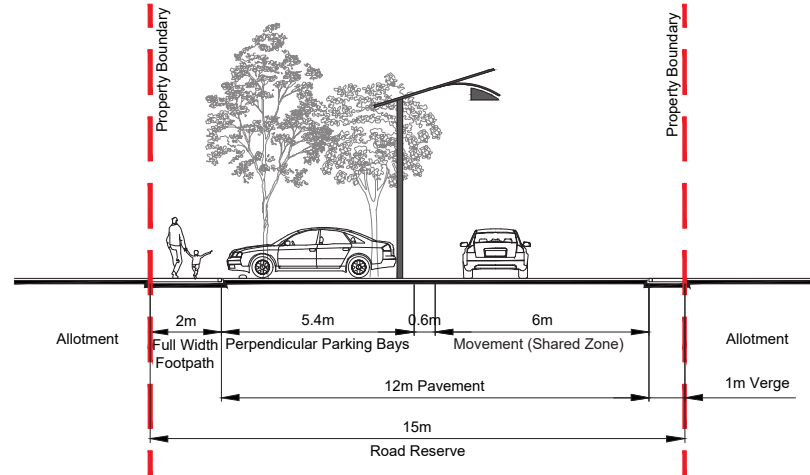 Property Boundary
Property Boundary
2m
5.4m
0.6m
6m
Allotment
Full Width
Footpath
Perpendicular Parking Bays
Movement (Shared Zone)
Allotment
12m Pavement
1m Verge
15m
Road Reserve